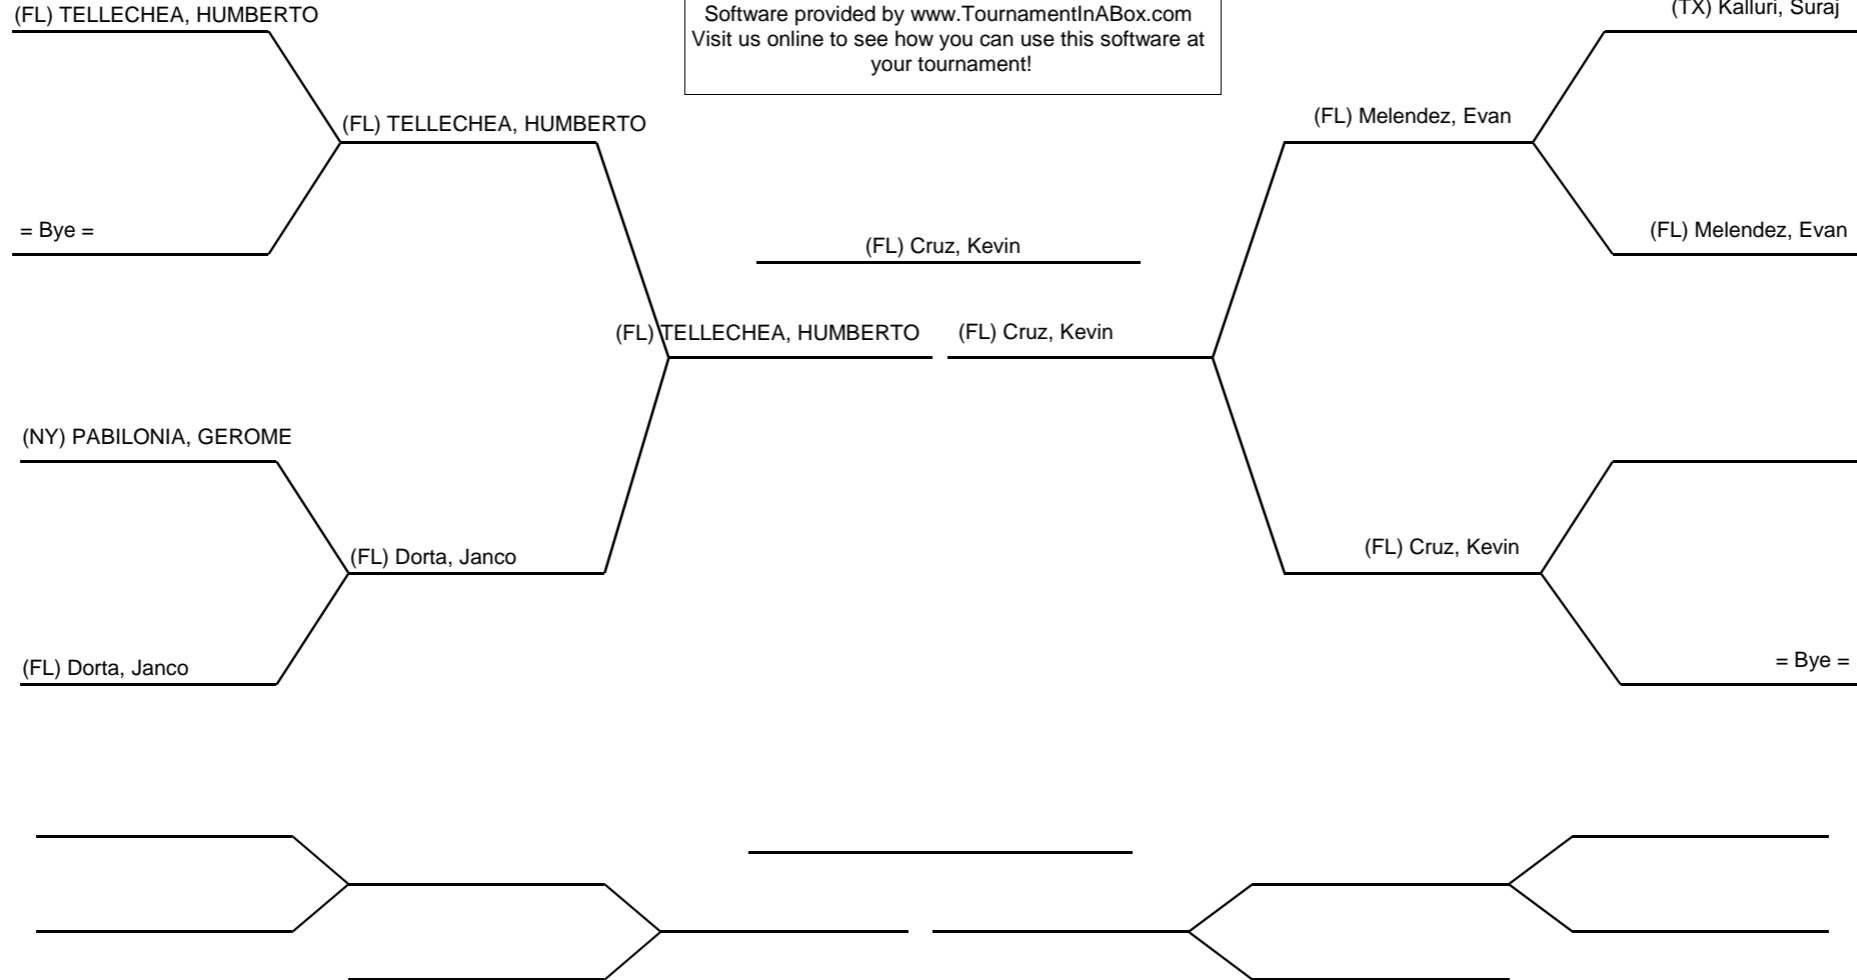 (FL) TELLECHEA, HUMBERTO
Software provided by www.TournamentInABox.com
Visit us online to see how you can use this software at
your tournament!
(TX) Kalluri, Suraj
(FL) TELLECHEA, HUMBERTO
(FL) Melendez, Evan
= Bye =
(FL) Cruz, Kevin
(FL) Melendez, Evan
(FL) TELLECHEA, HUMBERTO
(FL) Cruz, Kevin
(NY) PABILONIA, GEROME
(FL) Dorta, Janco
(FL) Cruz, Kevin
(FL) Dorta, Janco
= Bye =